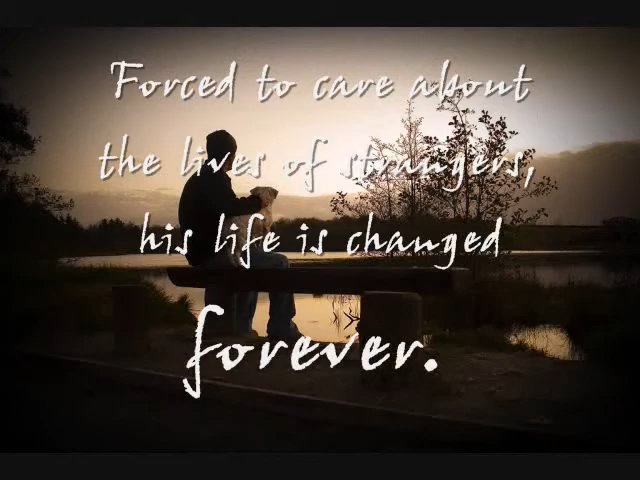 Forced to care about
the lives of strangers,
his life is changed
forever.